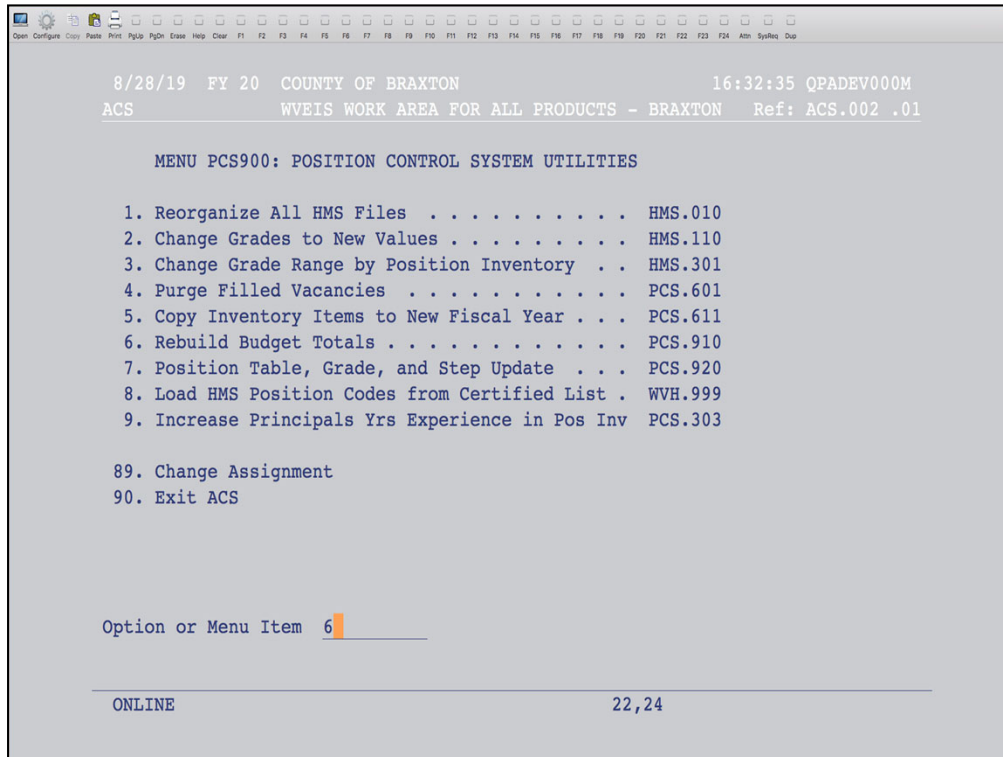 Open Configure Copy Paste Print PgUp PgDn Erase Help Clear F1 F2 F3 F4 F5 F6 F7 F8 F9 F10 F11 F12 F13 F14 F15 F16 F17 F18 F19 F20 F21 F22 F23 F24 Attn SysReq Dup
8/28/19 FY 20 COUNTY OF BRAXTON 16:32:35 QPADEV000M
ACS WVEIS WORK AREA FOR ALL PRODUCTS - BRAXTON Ref: ACS.002 .01
MENU PCS900: POSITION CONTROL SYSTEM UTILITIES
1. Reorganize All HMS Files . . . . . . . . . . HMS.010
2. Change Grades to New Values . . . . . . . . . HMS.110
3. Change Grade Range by Position Inventory . . HMS.301
4. Purge Filled Vacancies . . . . . . . . . . . PCS.601
5. Copy Inventory Items to New Fiscal Year . . . PCS.611
6. Rebuild Budget Totals . . . . . . . . . . . . PCS.910
7. Position Table, Grade, and Step Update . . . PCS.920
8. Load HMS Position Codes from Certified List . WVH.999
9. Increase Principals Yrs Experience in Pos Inv PCS.303
89. Change Assignment
90. Exit ACS
Option or Menu Item 6
ONLINE 22,24